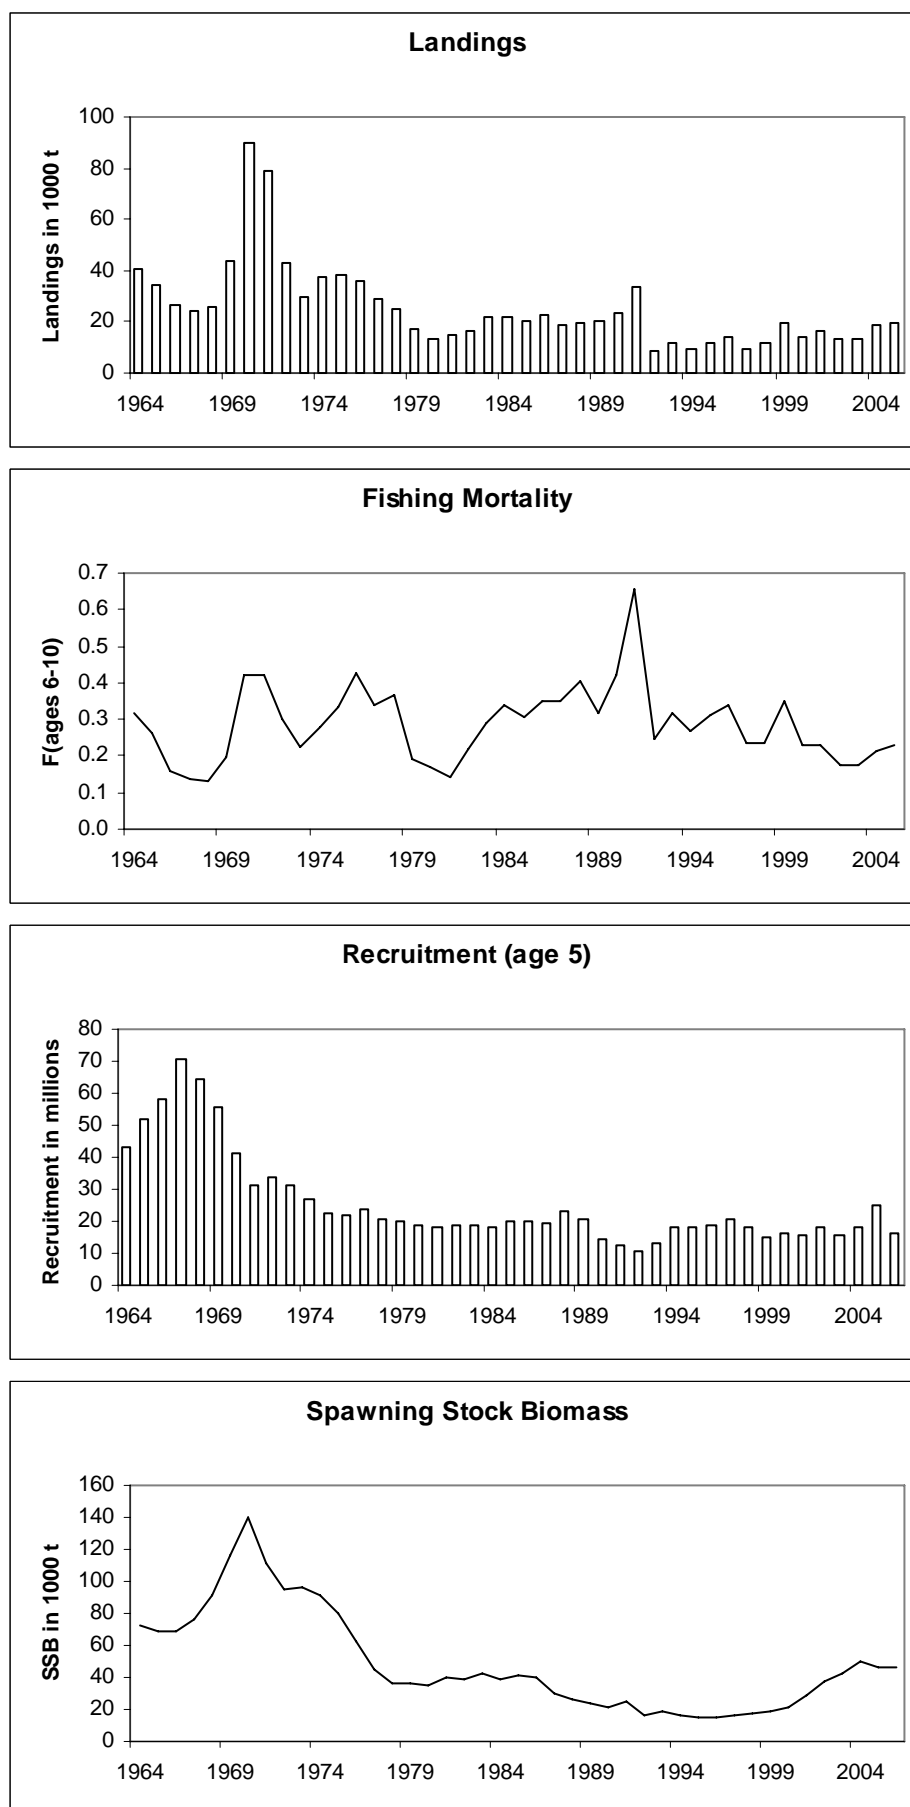 Landings
Landings in 1000 t
100
80
60
40
20
0
1964 1969 1974 1979 1984 1989 1994 1999 2004
Fishing Mortality
F(ages 6-10)
0.7
0.6
0.5
0.4
0.3
0.2
0.1
0.0
1964 1969 1974 1979 1984 1989 1994 1999 2004
Recruitment (age 5)
Recruitment in millions
80
70
60
50
40
30
20
10
0
1964 1969 1974 1979 1984 1989 1994 1999 2004
Spawning Stock Biomass
SSB in 1000 t
160
140
120
100
80
60
40
20
0
1964 1969 1974 1979 1984 1989 1994 1999 2004